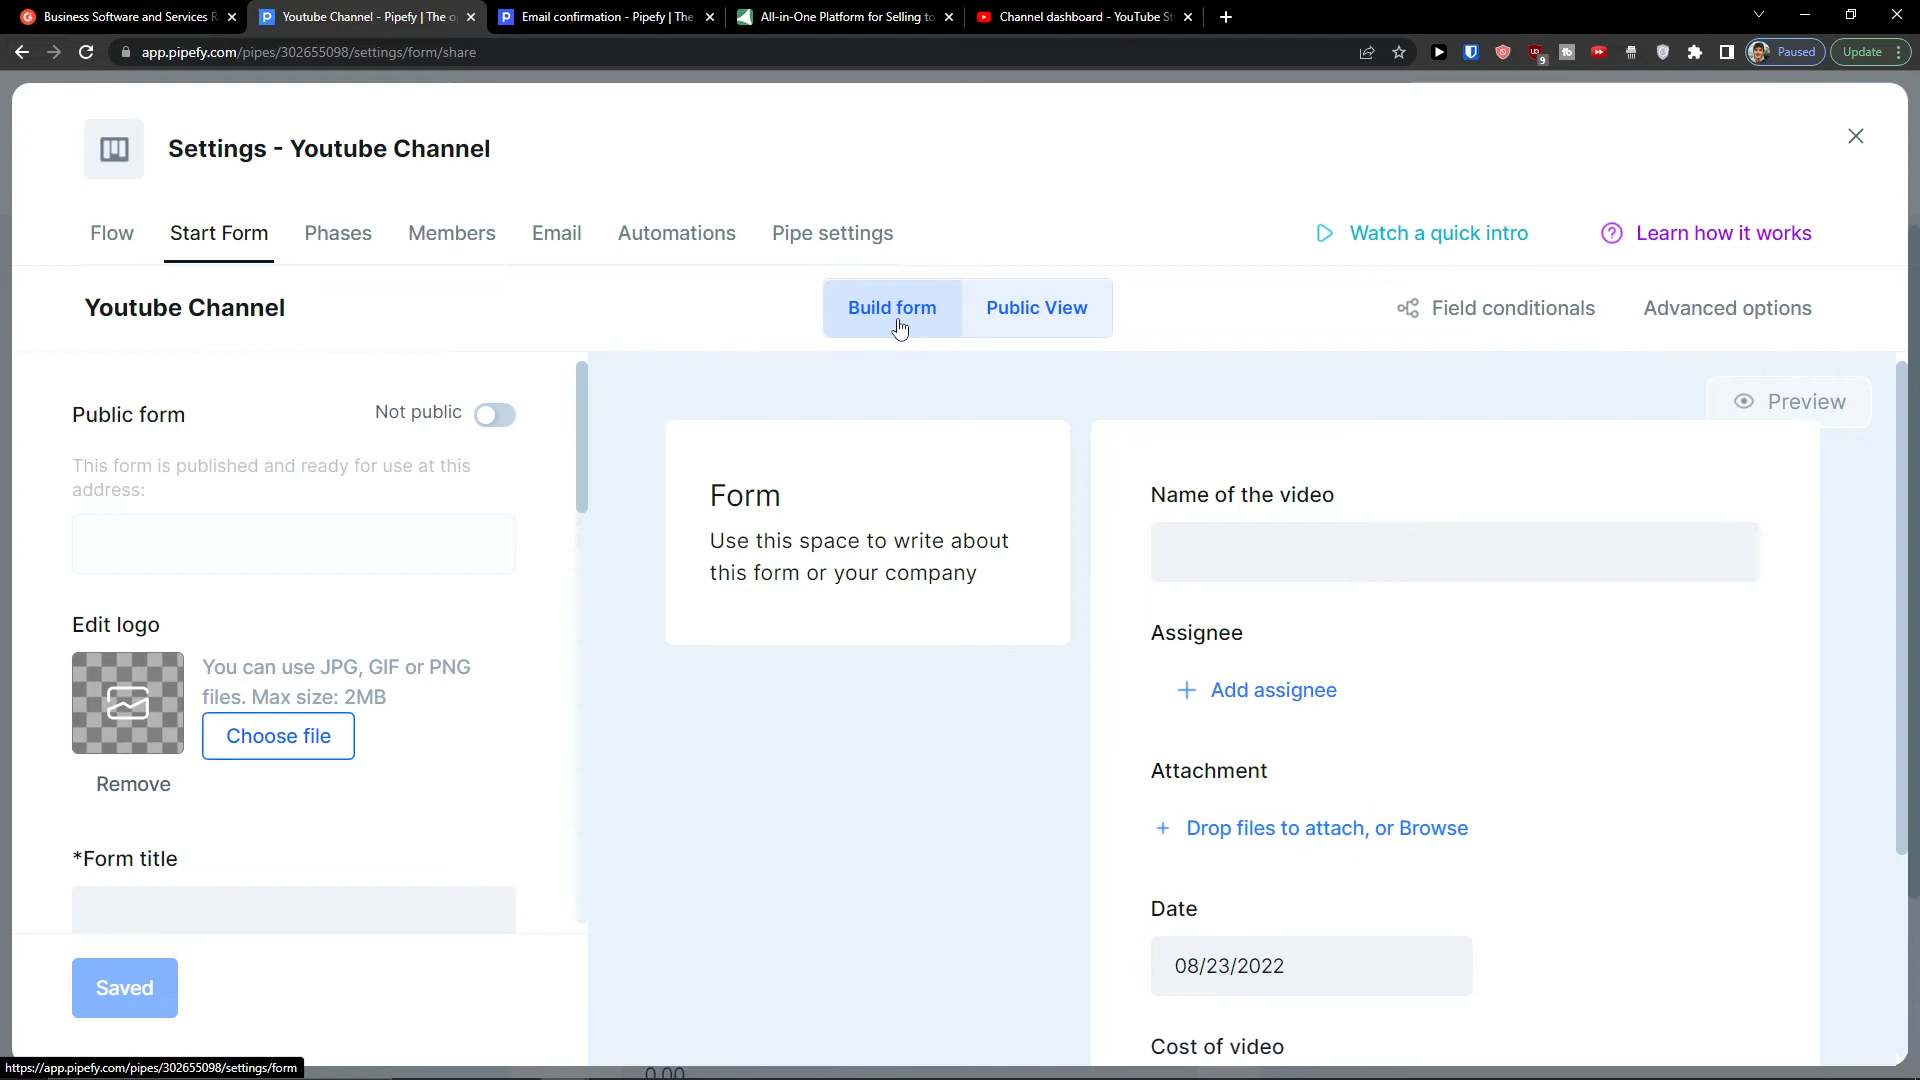 Business Software and Services R
Youtube Channel - Pipefy | The o
Email confirmation - Pipefy | The
All-in-One Platform for Selling to
Channel dashboard - YouTube St
app.pipefy.com/pipes/302655098/settings/form/share
9
Paused
Update
Settings - Youtube Channel
Flow
Start Form
Phases
Members
Email
Automations
Pipe settings
Watch a quick intro
Learn how it works
Youtube Channel
Build form
Public View
Field conditionals
Advanced options
Public form
Not public
This form is published and ready for use at this
address:
Edit logo
You can use JPG, GIF or PNG
files. Max size: 2MB
Choose file
Remove
*Form title
Saved
Preview
Form
Use this space to write about
this form or your company
Name of the video
Assignee
+ Add assignee
Attachment
+ Drop files to attach, or Browse
Date
08/23/2022
Cost of video
https://app.pipefy.com/pipes/302655098/settings/form
0.00